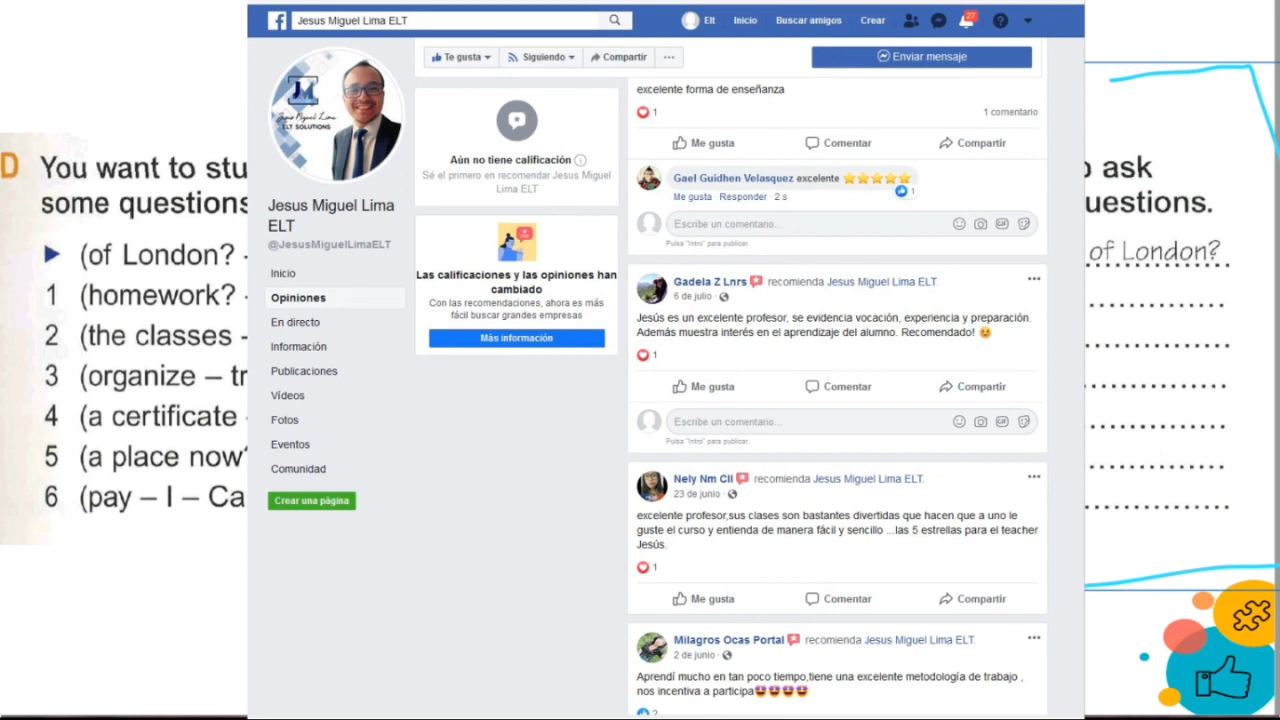 Jesus Miguel Lima ELT
Elt Inicio Buscar amigos Crear 27
Te gusta Siguiendo Compartir
Enviar mensaje
JM
Jesus Miguel Lima
ELT SOLUTIONS
Jesus Miguel Lima
ELT
@JesusMiguelLimaELT
Inicio
Opiniones
En directo
Información
Publicaciones
Vídeos
Fotos
Eventos
Comunidad
Crear una página
Aún no tiene calificación
Sé el primero en recomendar Jesus Miguel
Lima ELT
Las calificaciones y las opiniones han
cambiado
Con las recomendaciones, ahora es más
fácil buscar grandes empresas
Más información
excelente forma de enseñanza
1 1 comentario
Me gusta Comentar Compartir
Gael Guidhen Velasquez excelente ⭐⭐⭐⭐⭐
1
Me gusta Responder 2 s
Escribe un comentario...
Pulsa "Intro" para publicar.
Gadela Z Lnrs recomienda Jesus Miguel Lima ELT.
6 de julio ·
Jesús es un excelente profesor, se evidencia vocación, experiencia y preparación.
Además muestra interés en el aprendizaje del alumno. Recomendado! ☺️
1
Me gusta Comentar Compartir
Escribe un comentario...
Pulsa "Intro" para publicar.
Nely Nm Cll recomienda Jesus Miguel Lima ELT.
23 de junio ·
excelente profesor,sus clases son bastantes divertidas que hacen que a uno le
guste el curso y entienda de manera fácil y sencillo ...las 5 estrellas para el teacher
Jesús.
1
Me gusta Comentar Compartir
Milagros Ocas Portal recomienda Jesus Miguel Lima ELT.
2 de junio ·
Aprendí mucho en tan poco tiempo,tiene una excelente metodología de trabajo ,
nos incentiva a participa🤩🤩🤩🤩
2
D You want to stu
some questions
(of London? -
1 (homework? -
2 (the classes -
3 (organize – tr
4 (a certificate -
5 (a place now?
6 (pay – I – Ca
ask
uestions.
of London?